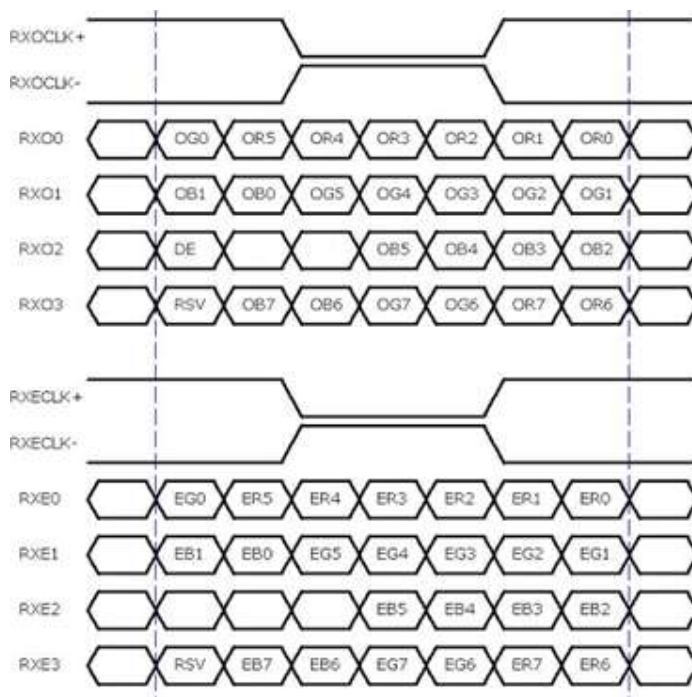 RXOCLK+
RXOCLK-
RXO0 OG0 OR5 OR4 OR3 OR2 OR1 OR0
RXO1 OB1 OB0 OG5 OG4 OG3 OG2 OG1
RXO2 DE OB5 OB4 OB3 OB2
RXO3 RSV OB7 OB6 OG7 OG6 OR7 OR6
RXECLK+
RXECLK-
RXE0 EG0 ER5 ER4 ER3 ER2 ER1 ER0
RXE1 EB1 EB0 EG5 EG4 EG3 EG2 EG1
RXE2 EB5 EB4 EB3 EB2
RXE3 RSV EB7 EB6 EG7 EG6 ER7 ER6